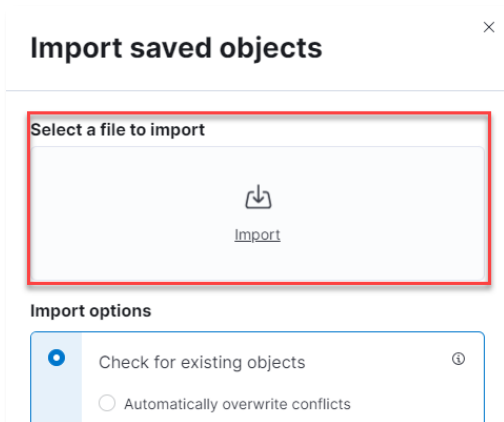 Import saved objects
Select a file to import
Import
Import options
Check for existing objects
Automatically overwrite conflicts